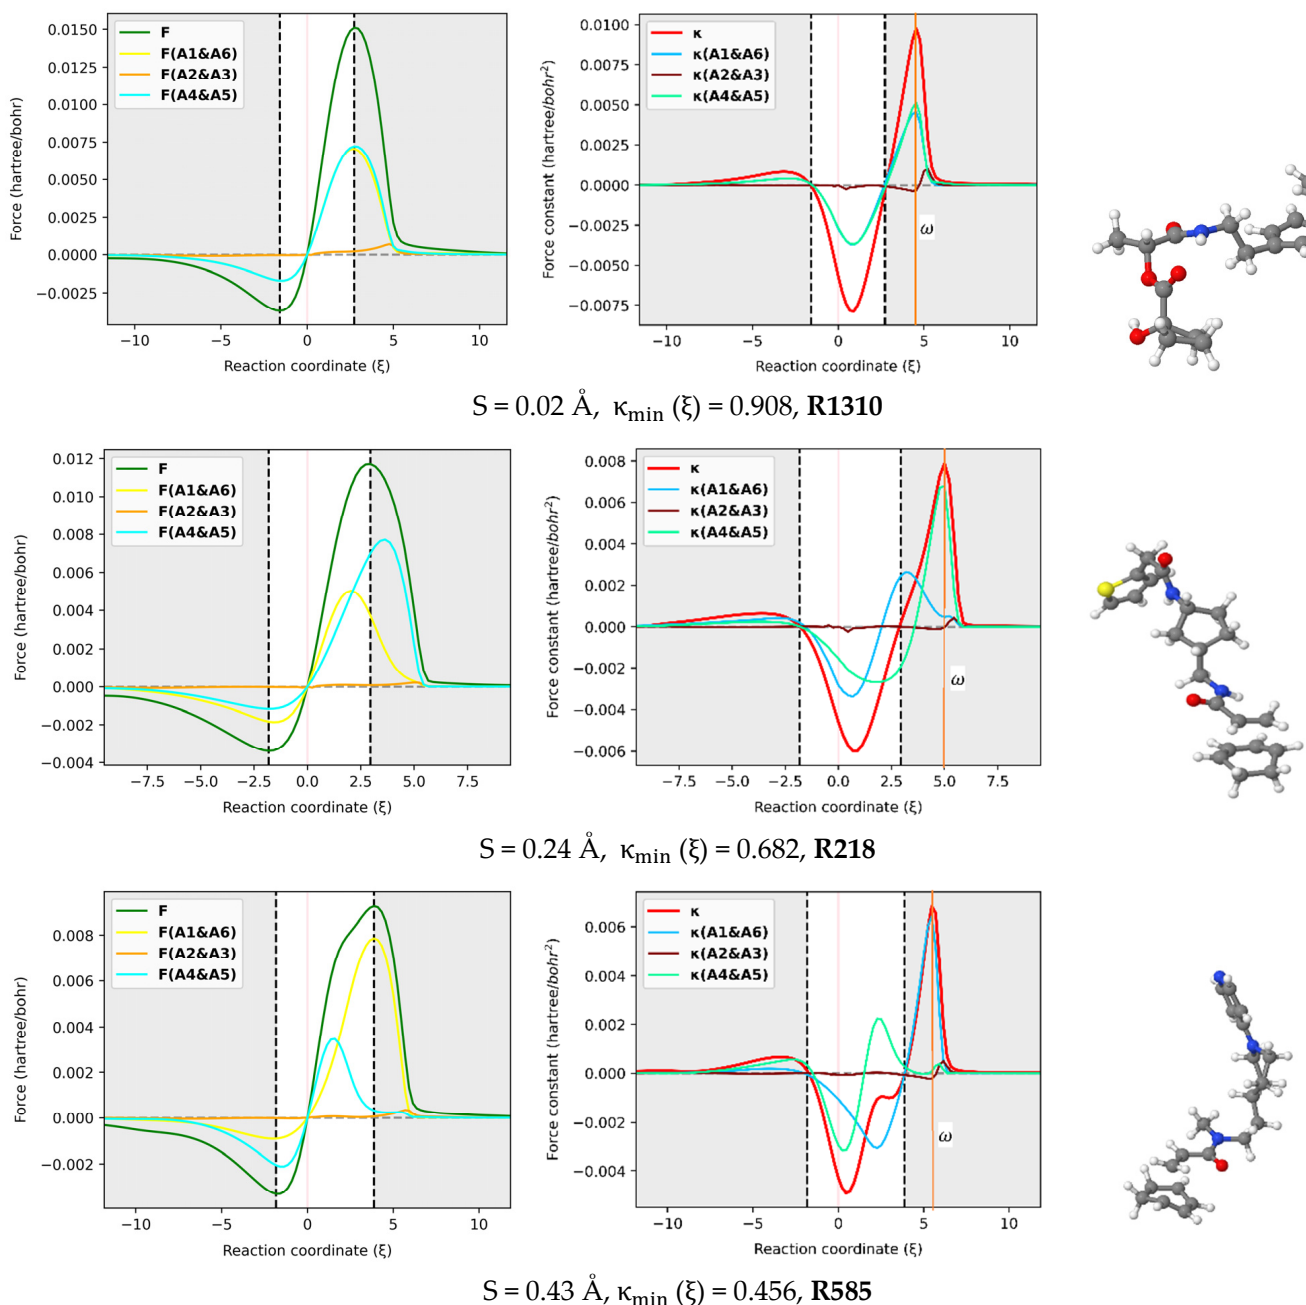 0.0150
0.0125
0.0100
0.0075
0.0050
0.0025
0.0000
−0.0025
Force (hartree/bohr)
F
F(A1&A6)
F(A2&A3)
F(A4&A5)
−10 −5 0 5 10
Reaction coordinate (ξ)
0.0100
0.0075
0.0050
0.0025
0.0000
−0.0025
−0.0050
−0.0075
Force constant (hartree/bohr²)
κ
κ(A1&A6)
κ(A2&A3)
κ(A4&A5)
ω
−10 −5 0 5 10
Reaction coordinate (ξ)
S = 0.02 Å, κmin (ξ) = 0.908, R1310
0.012
0.010
0.008
0.006
0.004
0.002
0.000
−0.002
−0.004
Force (hartree/bohr)
F
F(A1&A6)
F(A2&A3)
F(A4&A5)
−7.5 −5.0 −2.5 0.0 2.5 5.0 7.5
Reaction coordinate (ξ)
0.008
0.006
0.004
0.002
0.000
−0.002
−0.004
−0.006
Force constant (hartree/bohr²)
κ
κ(A1&A6)
κ(A2&A3)
κ(A4&A5)
ω
−7.5 −5.0 −2.5 0.0 2.5 5.0 7.5
Reaction coordinate (ξ)
S = 0.24 Å, κmin (ξ) = 0.682, R218
0.008
0.006
0.004
0.002
0.000
−0.002
Force (hartree/bohr)
F
F(A1&A6)
F(A2&A3)
F(A4&A5)
−10 −5 0 5 10
Reaction coordinate (ξ)
0.006
0.004
0.002
0.000
−0.002
−0.004
Force constant (hartree/bohr²)
κ
κ(A1&A6)
κ(A2&A3)
κ(A4&A5)
ω
−10 −5 0 5 10
Reaction coordinate (ξ)
S = 0.43 Å, κmin (ξ) = 0.456, R585